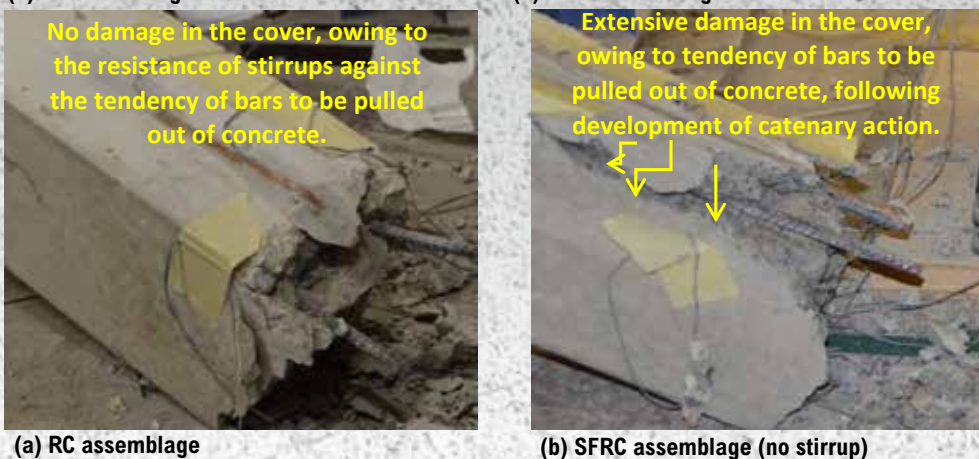 No damage in the cover, owing to
the resistance of stirrups against
the tendency of bars to be pulled
out of concrete.
Extensive damage in the cover,
owing to tendency of bars to be
pulled out of concrete, following
development of catenary action.
(a) RC assemblage
(b) SFRC assemblage (no stirrup)